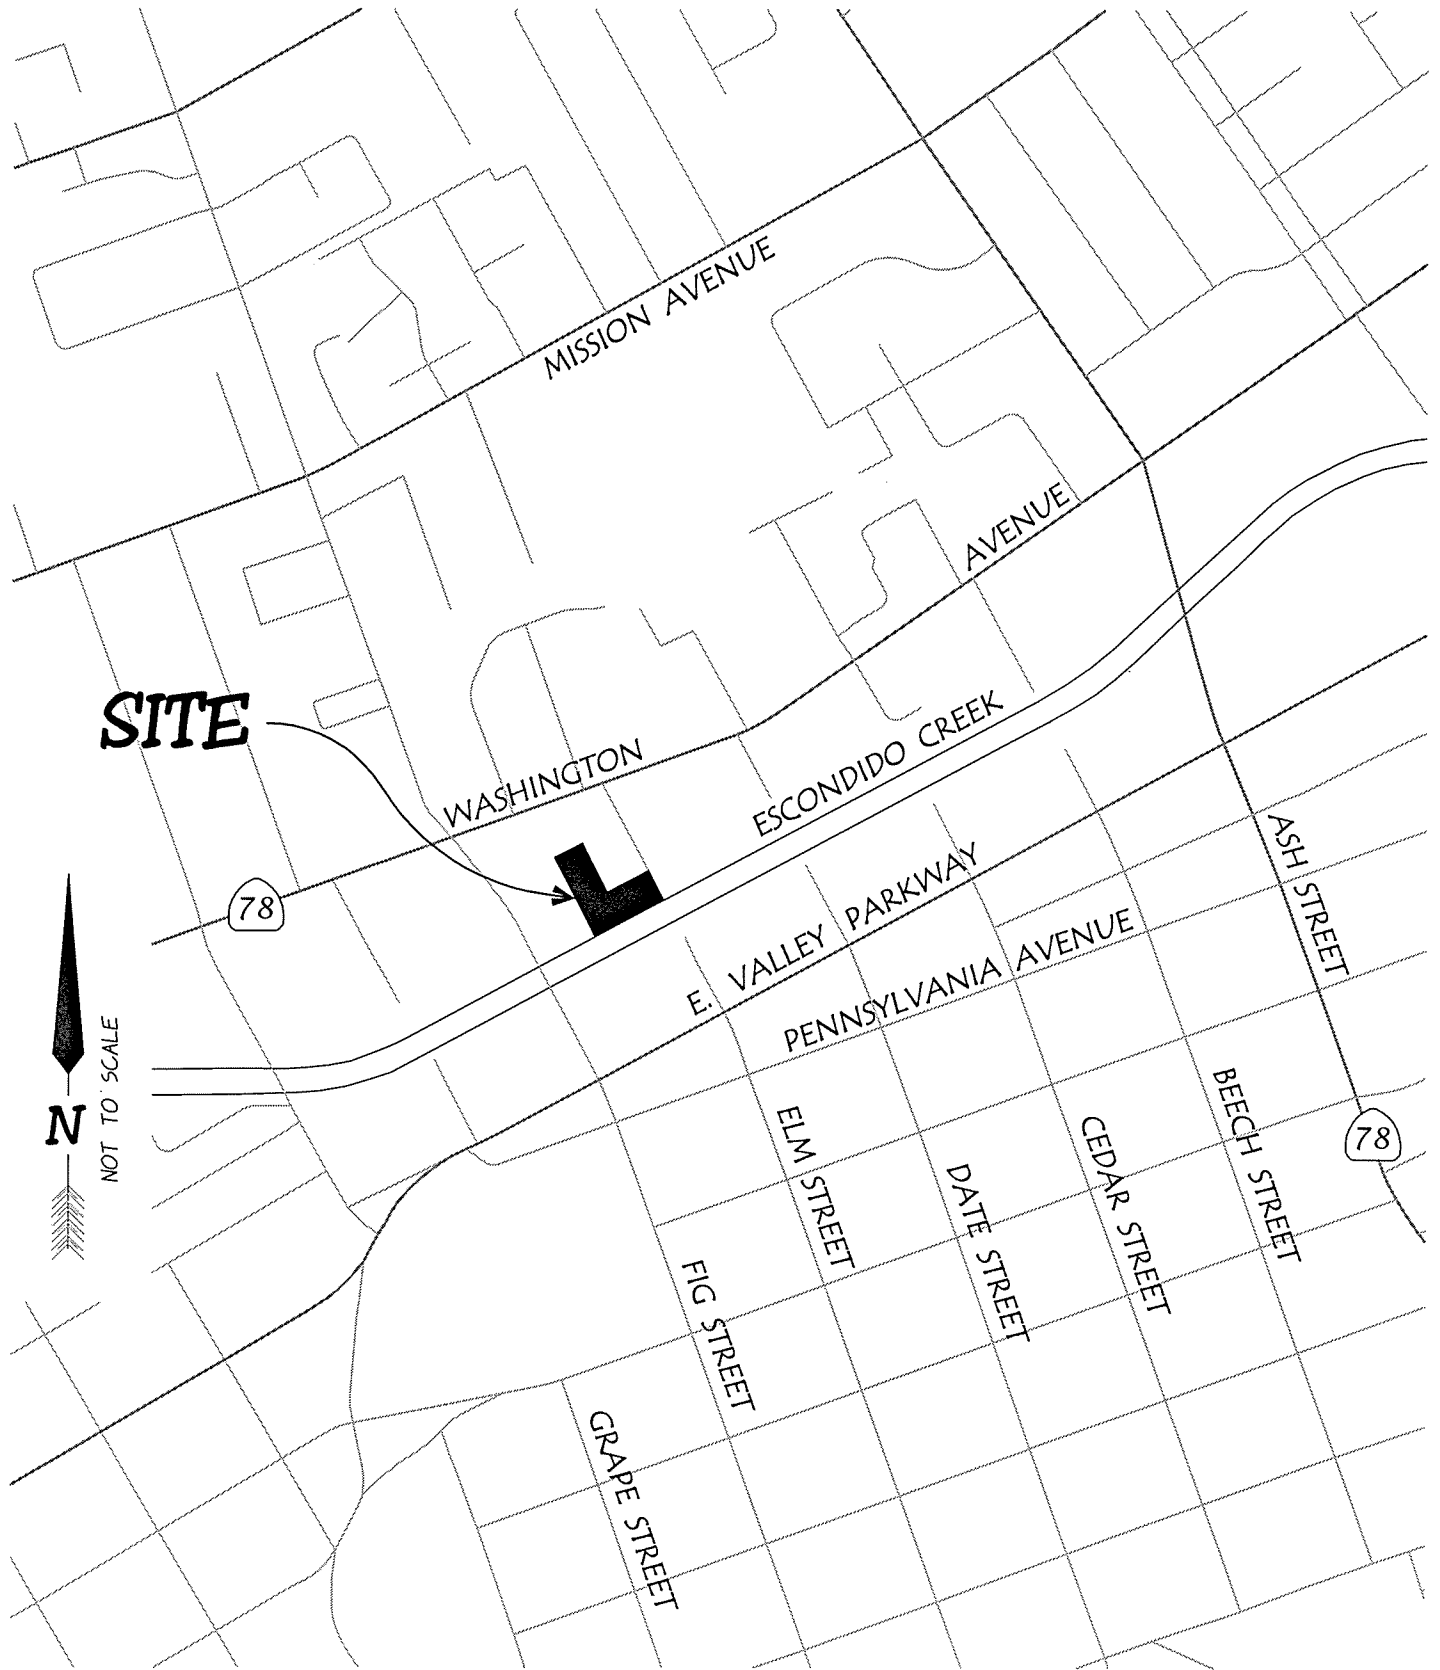 MISSION AVENUE
AVENUE
SITE
WASHINGTON
ESCONDIDO CREEK
78
E. VALLEY PARKWAY
ASH STREET
PENNSYLVANIA AVENUE
N
NOT TO SCALE
78
ELM STREET
DATE STREET
CEDAR STREET
BEECH STREET
FIG STREET
GRAPE STREET